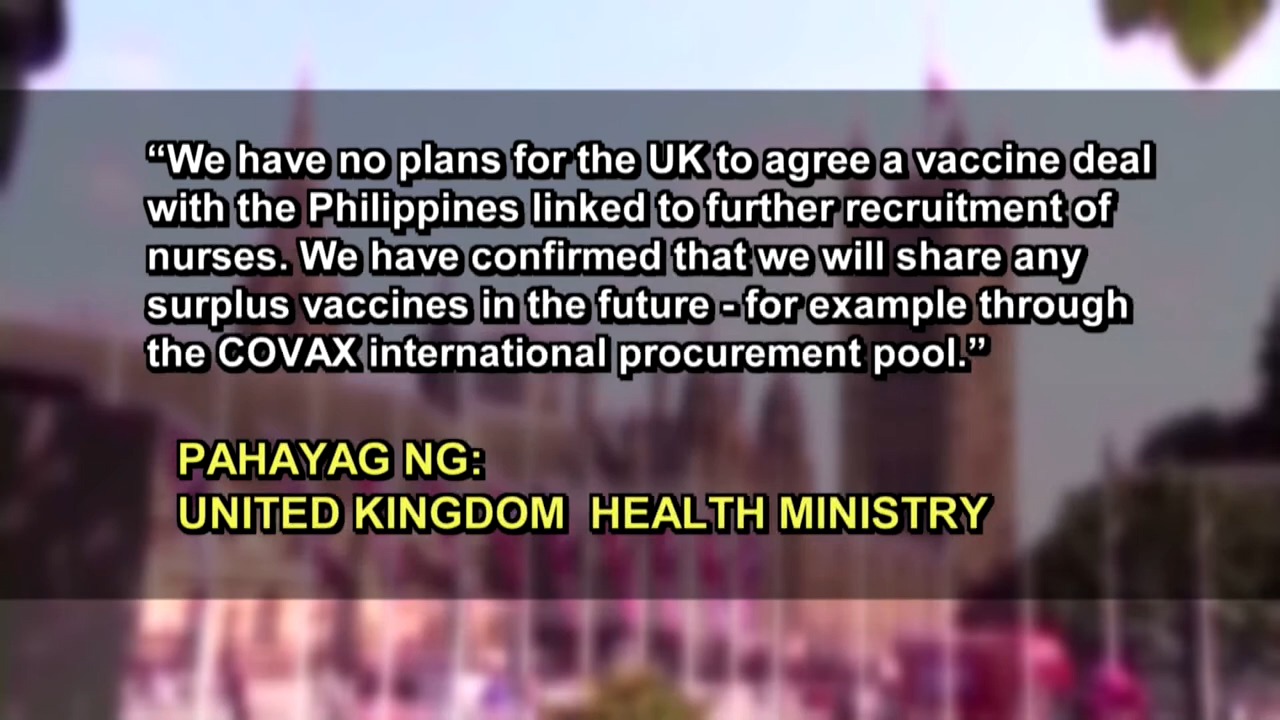 “We have no plans for the UK to agree a vaccine deal
with the Philippines linked to further recruitment of
nurses. We have confirmed that we will share any
surplus vaccines in the future - for example through
the COVAX international procurement pool.”
PAHAYAG NG:
UNITED KINGDOM HEALTH MINISTRY